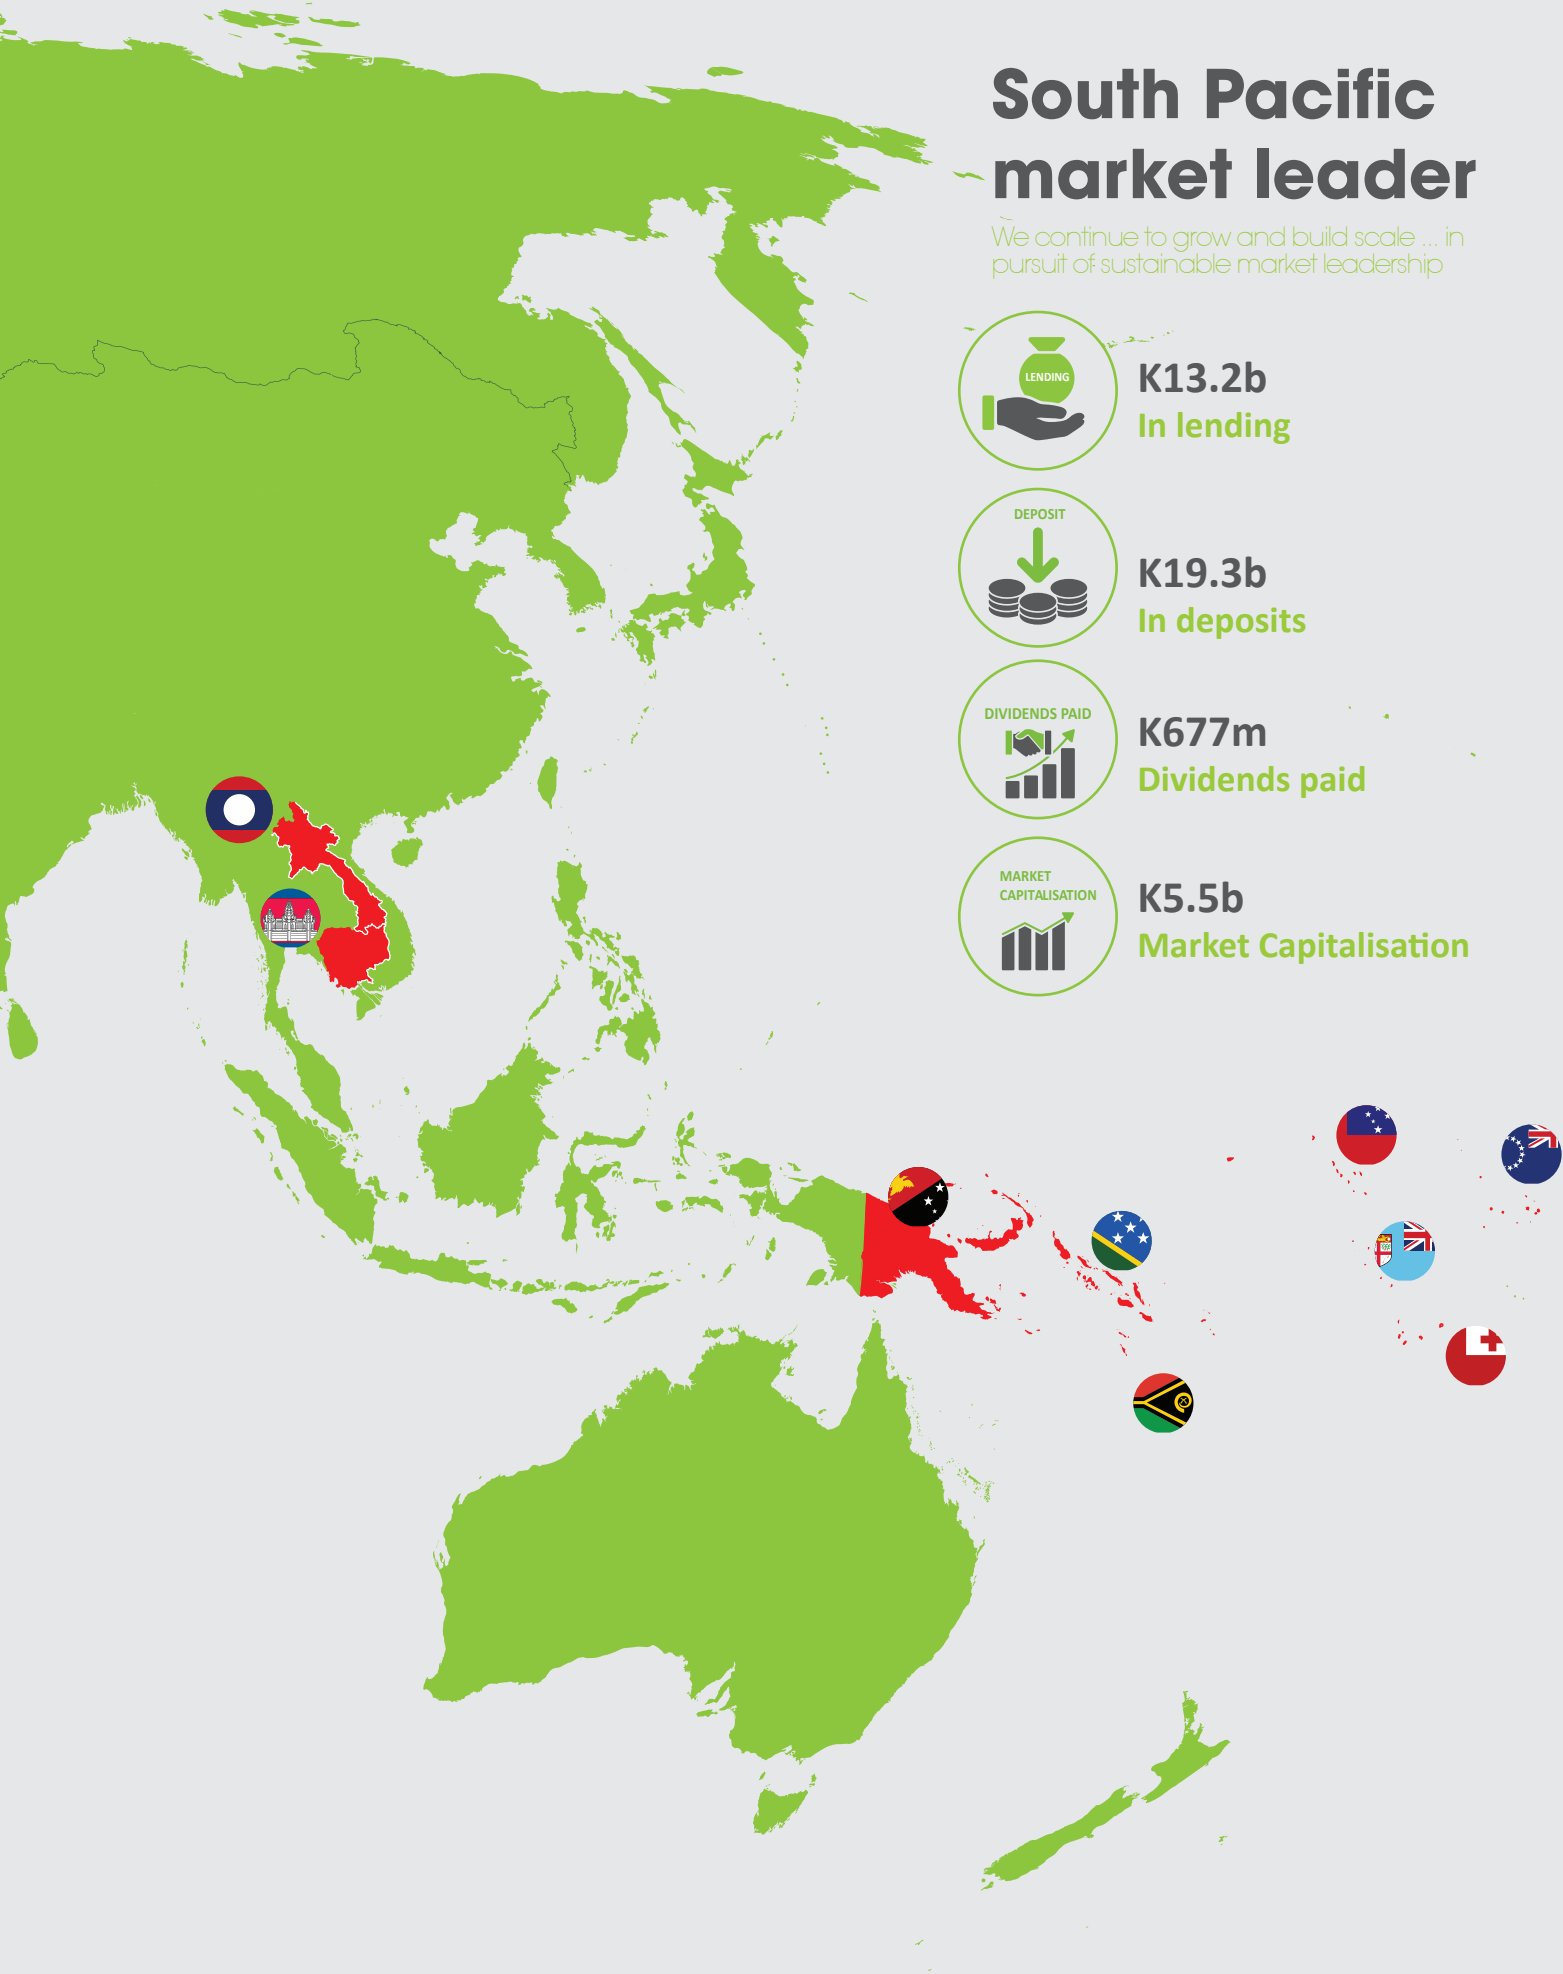 South Pacific
market leader
We continue to grow and build scale ... in
pursuit of sustainable market leadership
LENDING
K13.2b
In lending
DEPOSIT
K19.3b
In deposits
DIVIDENDS PAID
K677m
Dividends paid
MARKET
CAPITALISATION
K5.5b
Market Capitalisation